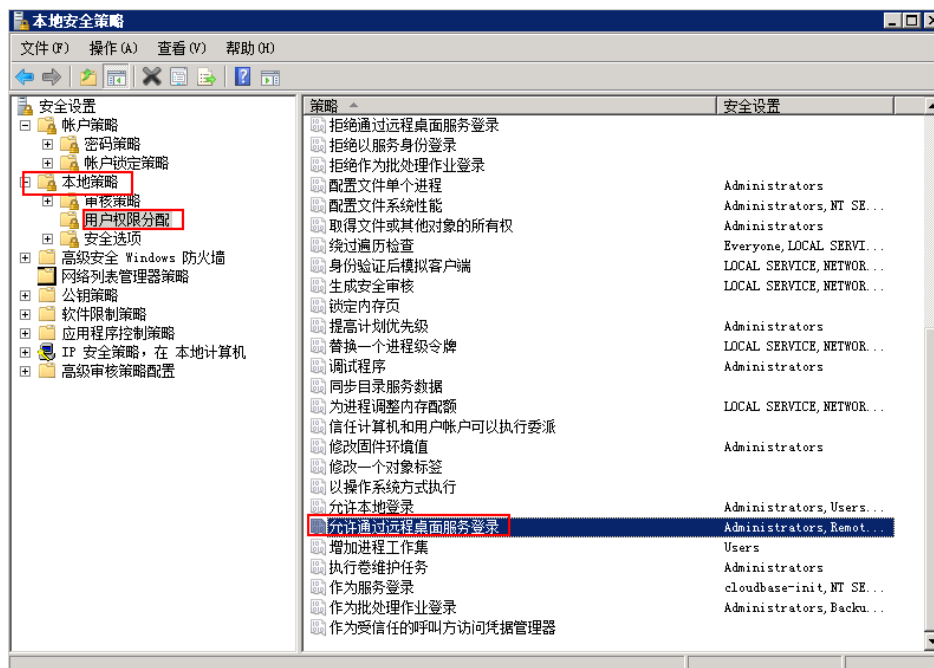 本地安全策略
文件(F) 操作(A) 查看(V) 帮助(H)
安全设置
帐户策略
密码策略
帐户锁定策略
本地策略
审核策略
用户权限分配
安全选项
高级安全 Windows 防火墙
网络列表管理器策略
公钥策略
软件限制策略
应用程序控制策略
IP 安全策略，在 本地计算机
高级审核策略配置
策略 安全设置
拒绝通过远程桌面服务登录
拒绝以服务身份登录
拒绝作为批处理作业登录
配置文件单个进程 Administrators
配置文件系统性能 Administrators, NT SE...
取得文件或其他对象的所有权 Administrators
绕过遍历检查 Everyone, LOCAL SERVI...
身份验证后模拟客户端 LOCAL SERVICE, NETWOR...
生成安全审核 LOCAL SERVICE, NETWOR...
锁定内存页
提高计划优先级 Administrators
替换一个进程级令牌 LOCAL SERVICE, NETWOR...
调试程序 Administrators
同步目录服务数据
为进程调整内存配额 LOCAL SERVICE, NETWOR...
信任计算机和用户帐户可以执行委派
修改固件环境值 Administrators
修改一个对象标签
以操作系统方式执行
允许本地登录 Administrators, Users...
允许通过远程桌面服务登录 Administrators, Remot...
增加进程工作集 Users
执行卷维护任务 Administrators
作为服务登录 cloudbase-init, NT SE...
作为批处理作业登录 Administrators, Backu...
作为受信任的呼叫方访问凭据管理器